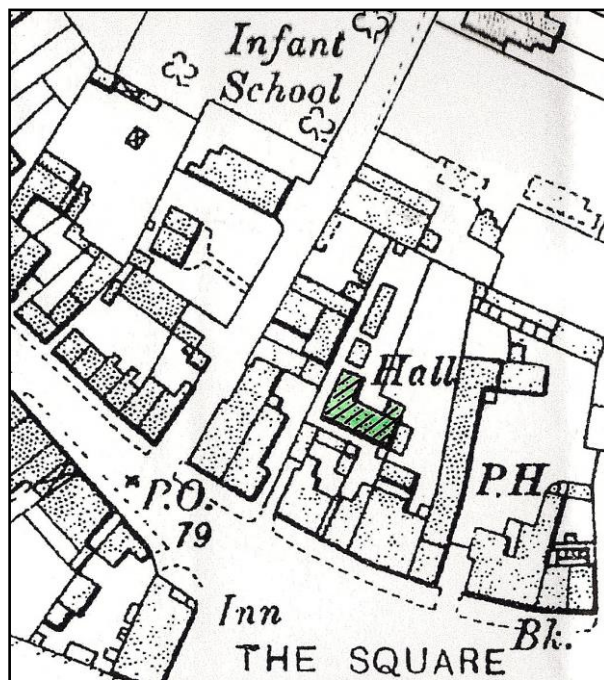 Infant
School
Hall
P.H.
P.O.
79
Inn
Bk.
THE SQUARE